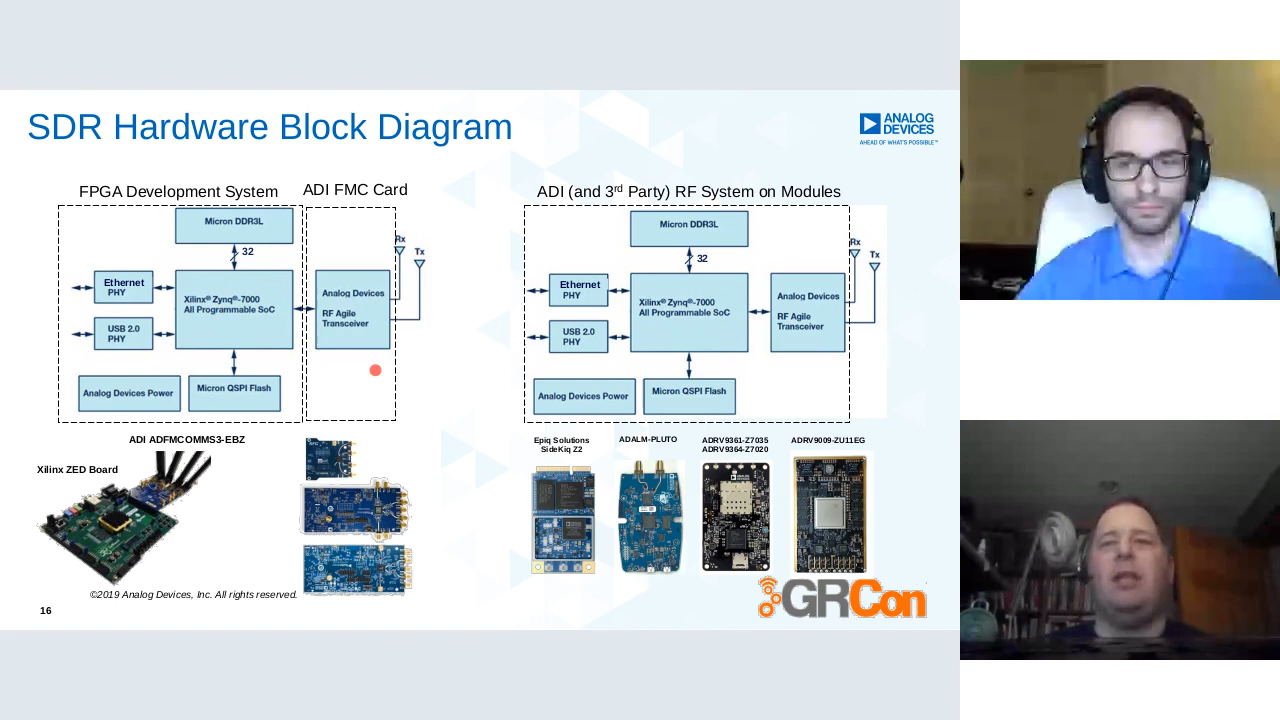 SDR Hardware Block Diagram
ANALOG
DEVICES
AHEAD OF WHAT'S POSSIBLE™
FPGA Development System
ADI FMC Card
Micron DDR3L
32
Ethernet
PHY
USB 2.0
PHY
Xilinx® Zynq®-7000
All Programmable SoC
Analog Devices
RF Agile
Transceiver
Rx
Tx
Analog Devices Power
Micron QSPI Flash
ADI (and 3rd Party) RF System on Modules
Micron DDR3L
32
Ethernet
PHY
USB 2.0
PHY
Xilinx® Zynq®-7000
All Programmable SoC
Analog Devices
RF Agile
Transceiver
Rx
Tx
Analog Devices Power
Micron QSPI Flash
ADI ADFMCOMMS3-EBZ
Xilinx ZED Board
Epiq Solutions
SideKiq Z2
ADALM-PLUTO
ADRV9361-Z7035
ADRV9364-Z7020
ADRV9009-ZU11EG
©2019 Analog Devices, Inc. All rights reserved.
16
GRCon